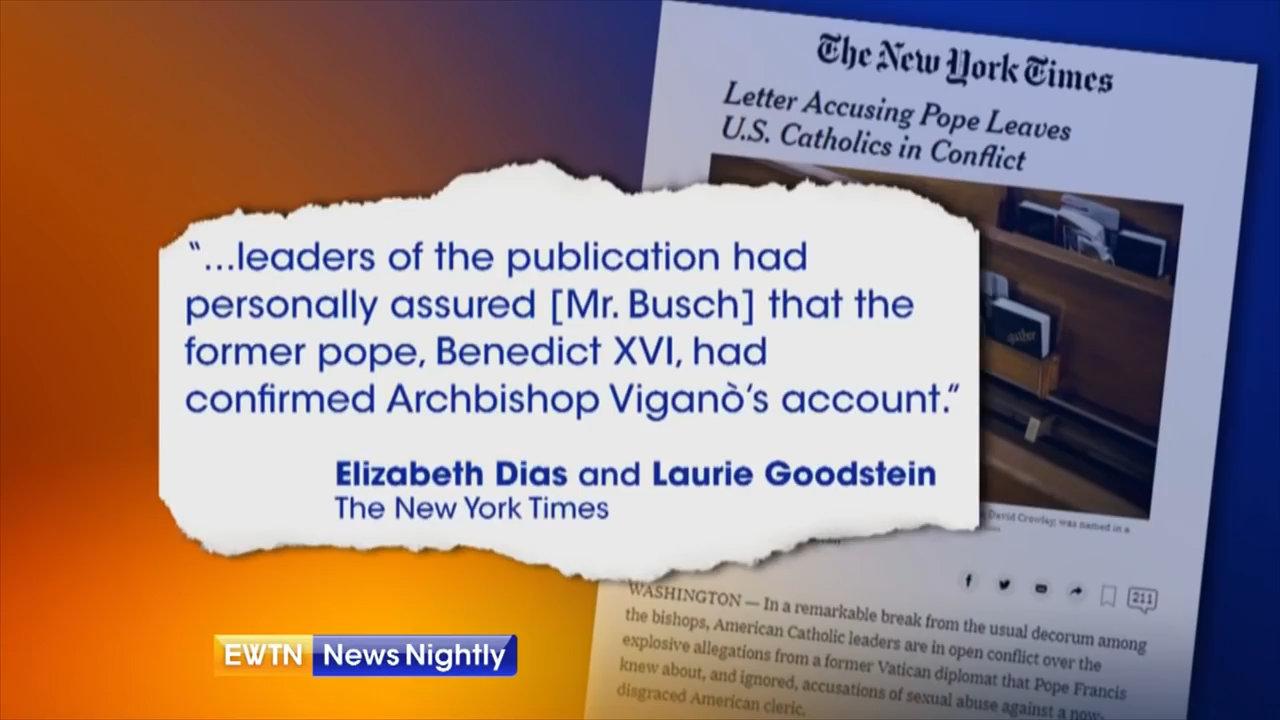 The New York Times
Letter Accusing Pope Leaves
U.S. Catholics in Conflict
“...leaders of the publication had
personally assured [Mr. Busch] that the
former pope, Benedict XVI, had
confirmed Archbishop Viganò’s account.”
Elizabeth Dias and Laurie Goodstein
The New York Times
David Crowley, was named in a
211
WASHINGTON — In a remarkable break from the usual decorum among
the bishops, American Catholic leaders are in open conflict over the
explosive allegations from a former Vatican diplomat that Pope Francis
knew about, and ignored, accusations of sexual abuse against a now-
disgraced American cleric.
EWTN News Nightly